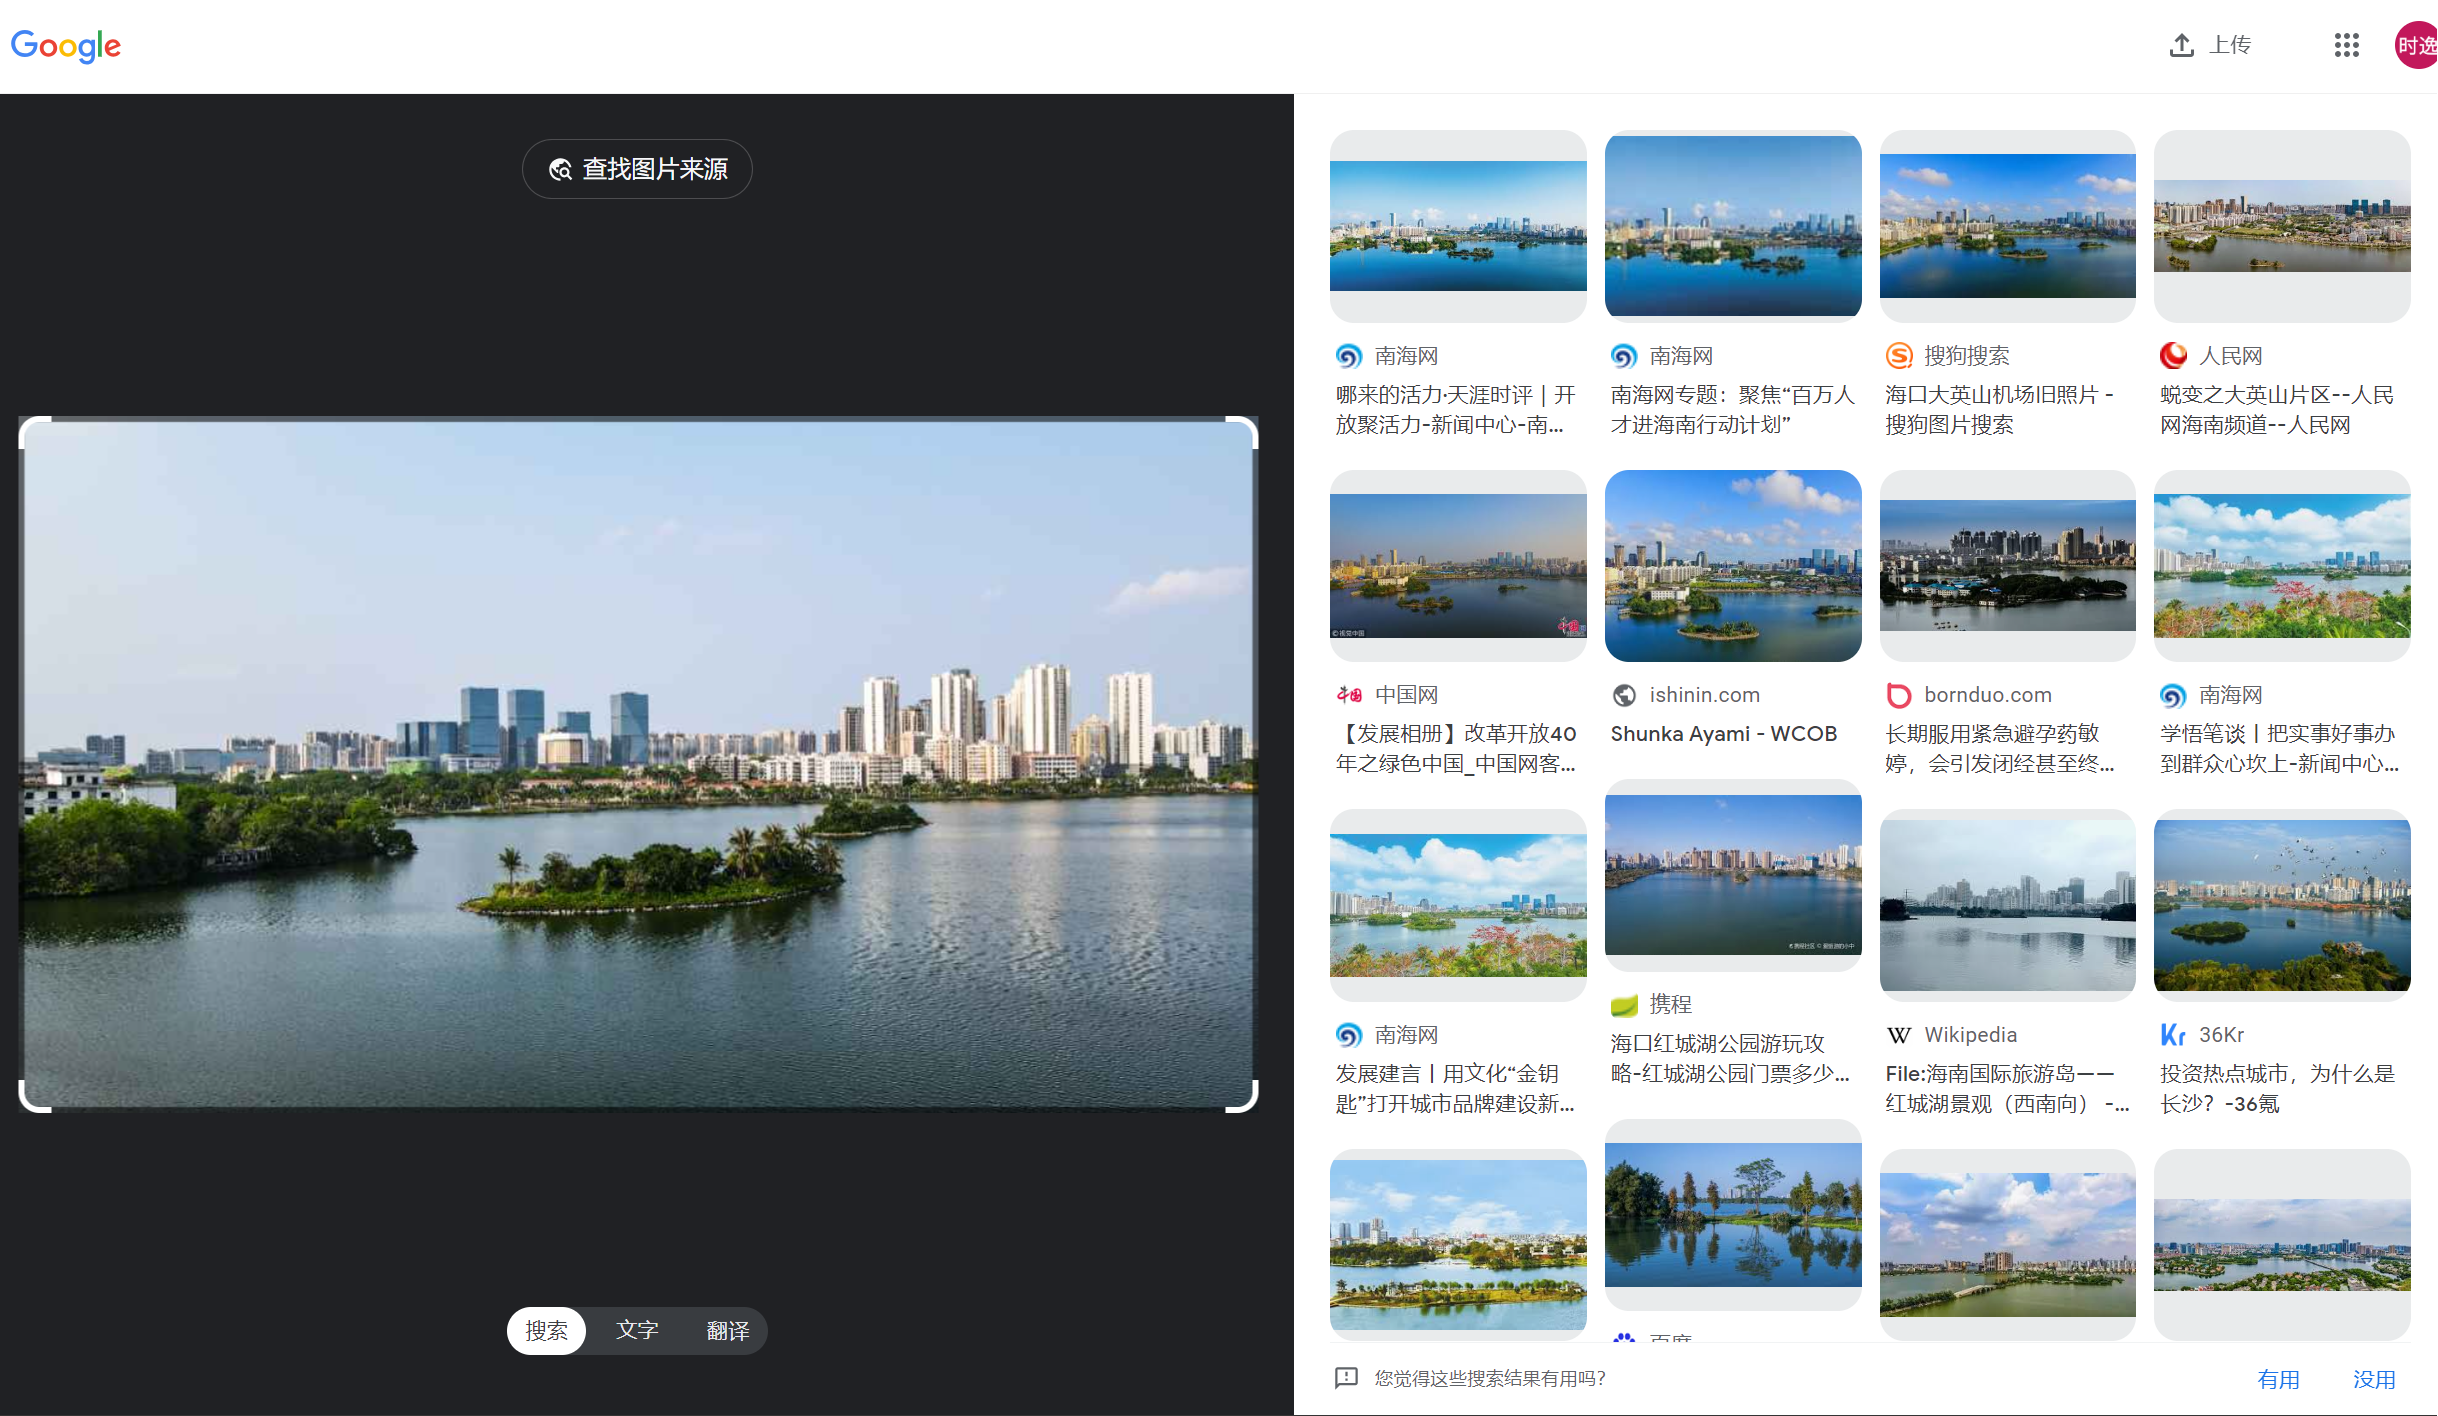 Google
上传
时逸
查找图片来源
搜索
文字
翻译
南海网
哪来的活力·天涯时评 | 开
放聚活力-新闻中心-南...
南海网
南海网专题：聚焦“百万人
才进海南行动计划”
搜狗搜索
海口大英山机场旧照片 -
搜狗图片搜索
人民网
蜕变之大英山片区--人民
网海南频道--人民网
中国网
【发展相册】改革开放40
年之绿色中国_中国网客...
ishinin.com
Shunka Ayami - WCOB
bornduo.com
长期服用紧急避孕药敏
婷，会引发闭经甚至终...
南海网
学悟笔谈丨把实事好事办
到群众心坎上-新闻中心...
南海网
发展建言丨用文化“金钥
匙”打开城市品牌建设新...
携程
海口红城湖公园游玩攻
略-红城湖公园门票多少...
Wikipedia
File:海南国际旅游岛——
红城湖景观（西南向） -...
36Kr
投资热点城市，为什么是
长沙？-36氪
百度
您觉得这些搜索结果有用吗？
有用
没用